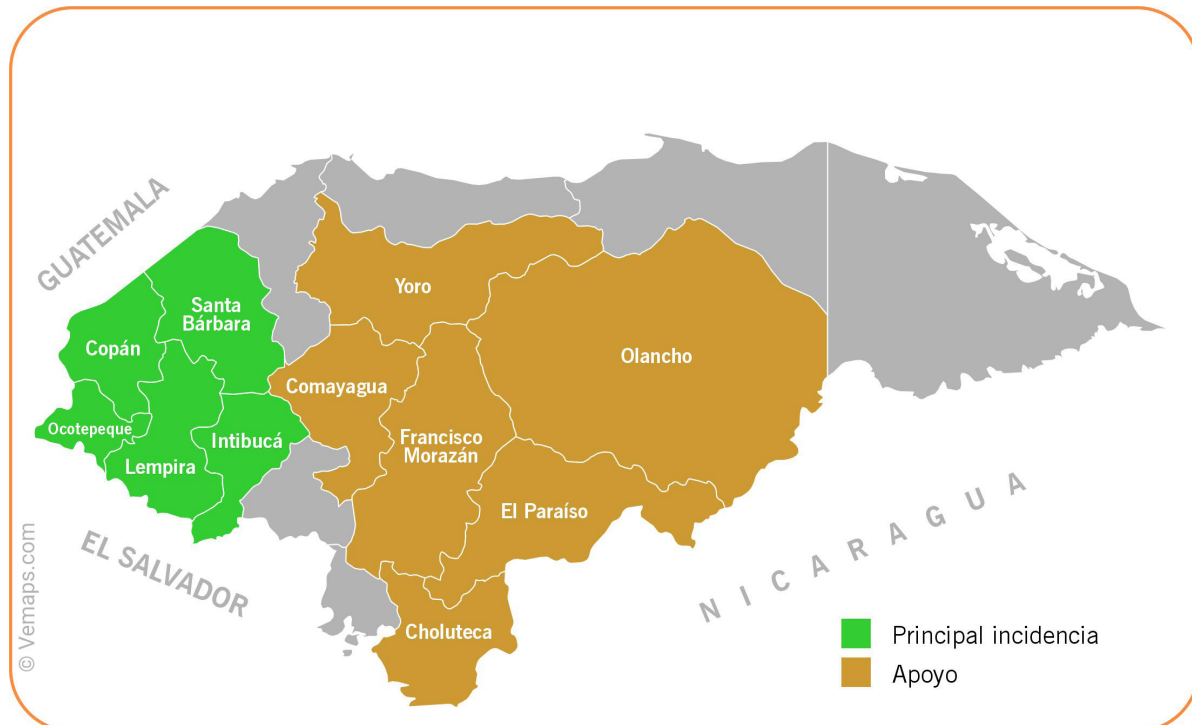 GUATEMALA
Santa
Bárbara
Copán
Ocotepeque
Lempira
Intibucá
Yoro
Comayagua
Francisco
Morazán
Olancho
El Paraíso
Choluteca
EL SALVADOR
NICARAGUA
Principal incidencia
Apoyo
© Vemaps.com